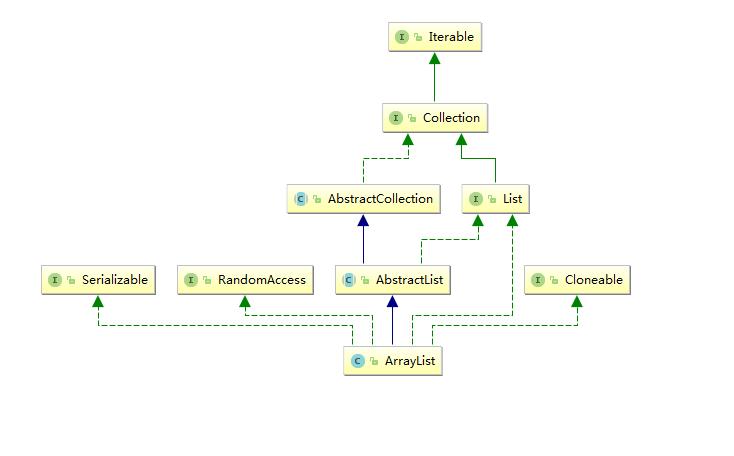 I Iterable
I Collection
C AbstractCollection
I List
I Serializable
I RandomAccess
C AbstractList
I Cloneable
C ArrayList